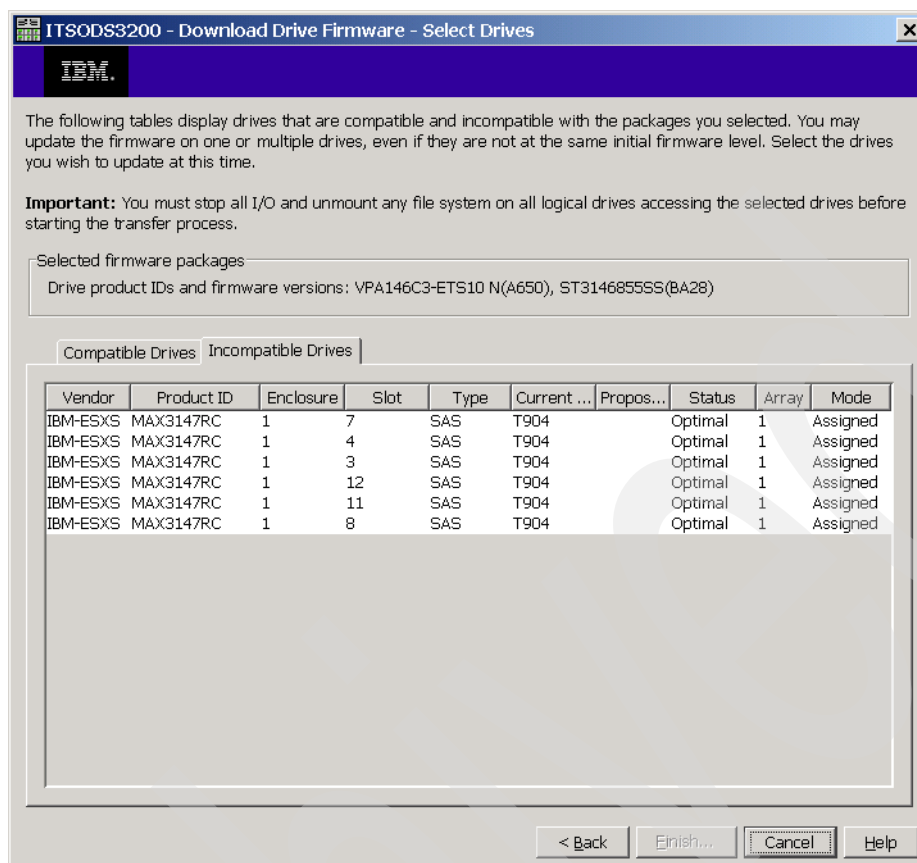 ITSODS3200 - Download Drive Firmware - Select Drives
IBM.
The following tables display drives that are compatible and incompatible with the packages you selected. You may
update the firmware on one or multiple drives, even if they are not at the same initial firmware level. Select the drives
you wish to update at this time.
Important: You must stop all I/O and unmount any file system on all logical drives accessing the selected drives before
starting the transfer process.
Selected firmware packages
Drive product IDs and firmware versions: VPA146C3-ETS10 N(A650), ST3146855SS(BA28)
Compatible Drives Incompatible Drives
Vendor Product ID Enclosure Slot Type Current ... Propos... Status Array Mode
IBM-ESXS MAX3147RC 1 7 SAS T904 Optimal 1 Assigned
IBM-ESXS MAX3147RC 1 4 SAS T904 Optimal 1 Assigned
IBM-ESXS MAX3147RC 1 3 SAS T904 Optimal 1 Assigned
IBM-ESXS MAX3147RC 1 12 SAS T904 Optimal 1 Assigned
IBM-ESXS MAX3147RC 1 11 SAS T904 Optimal 1 Assigned
IBM-ESXS MAX3147RC 1 8 SAS T904 Optimal 1 Assigned
< Back Finish... Cancel Help